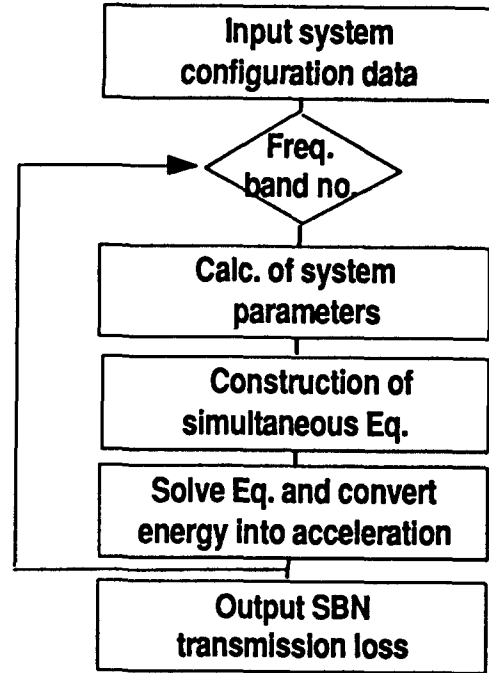 Input system
configuration data
Freq.
band no.
Calc. of system
parameters
Construction of
simultaneous Eq.
Solve Eq. and convert
energy into acceleration
Output SBN
transmission loss